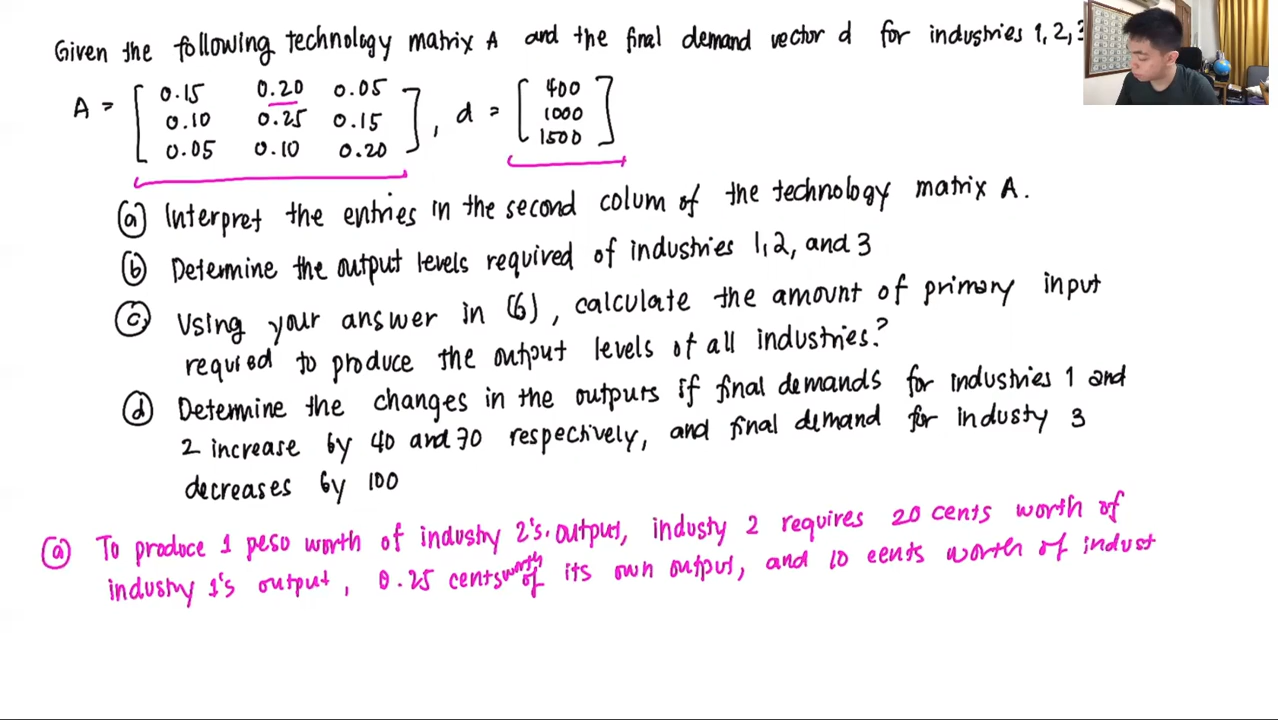 Given the following technology matrix A and the final demand vector d for industries 1, 2, 3
A = [ 0.15 0.20 0.05
0.10 0.25 0.15
0.05 0.10 0.20 ] , d = [ 400
1000
1500 ]
(a) Interpret the entries in the second colum of the technology matrix A.
(b) Determine the output levels required of industries 1, 2, and 3
(c) Using your answer in (b), calculate the amount of primary input
required to produce the output levels of all industries?
(d) Determine the changes in the outputs if final demands for industries 1 and
2 increase by 40 and 70 respectively, and final demand for industy 3
decreases by 100
(a) To produce 1 peso worth of industry 2's output, industy 2 requires 20 cents worth of
industry 1's output, 0.25 cents worth of its own output, and 10 cents worth of indust